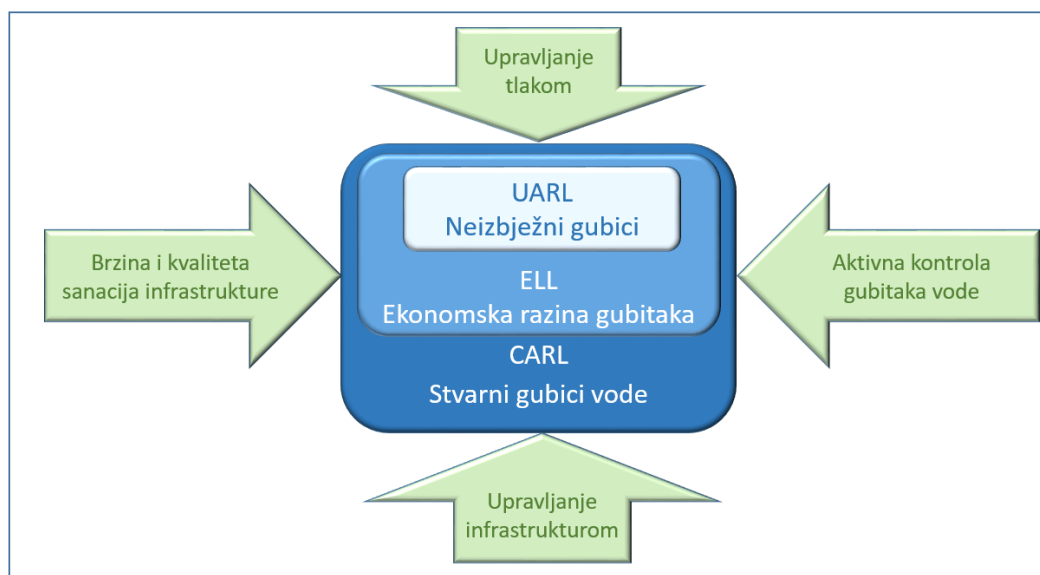 Upravljanje
tlakom
UARL
Neizbježni gubici
Brzina i kvaliteta
sanacija infrastrukture
ELL
Ekonomska razina gubitaka
Aktivna kontrola
gubitaka vode
CARL
Stvarni gubici vode
Upravljanje
infrastrukturom